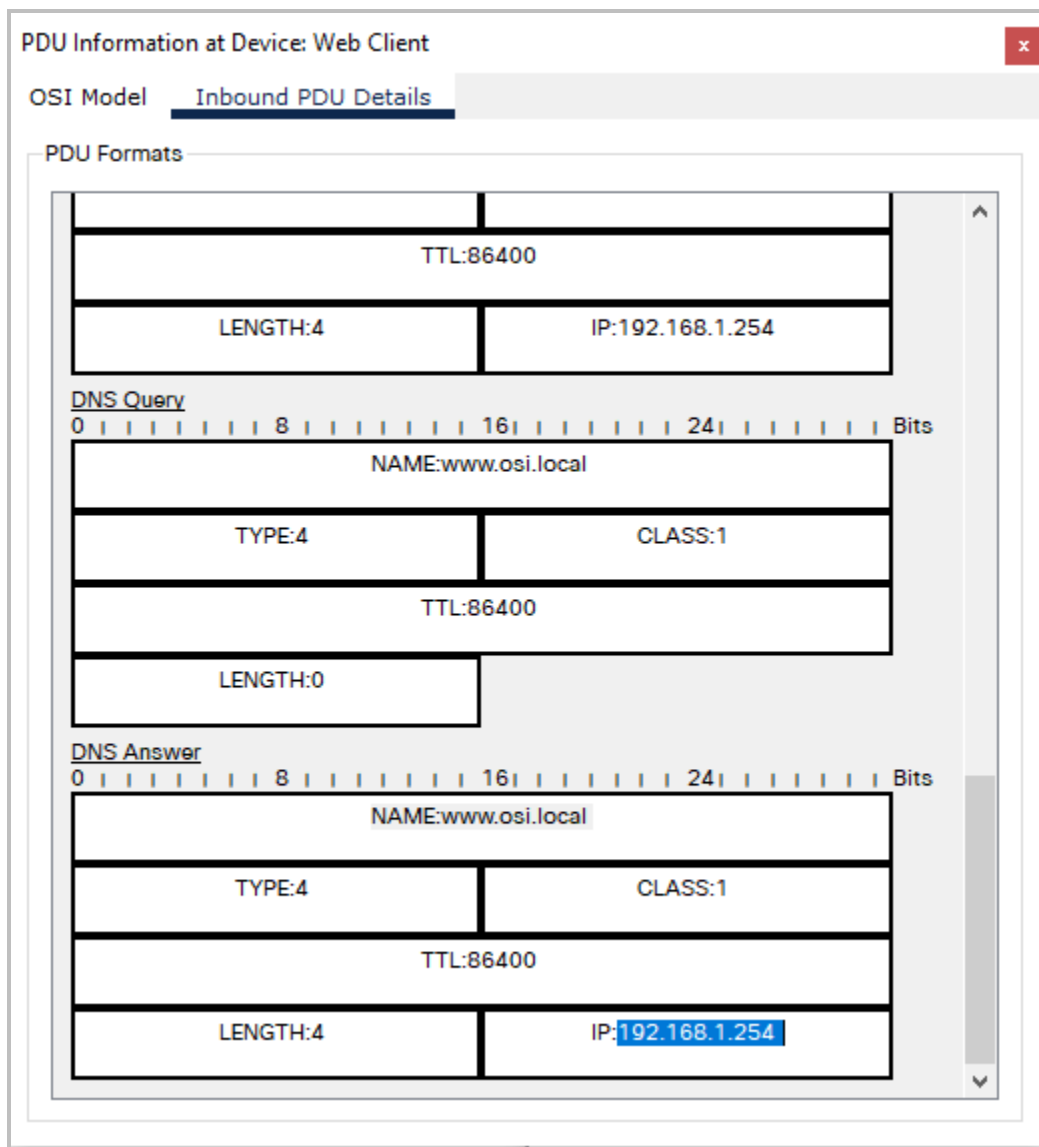 PDU Information at Device: Web Client
x
OSI Model Inbound PDU Details
PDU Formats
TTL:86400
LENGTH:4 IP:192.168.1.254
DNS Query
0 8 16 24 Bits
NAME:www.osi.local
TYPE:4 CLASS:1
TTL:86400
LENGTH:0
DNS Answer
0 8 16 24 Bits
NAME:www.osi.local
TYPE:4 CLASS:1
TTL:86400
LENGTH:4 IP:192.168.1.254